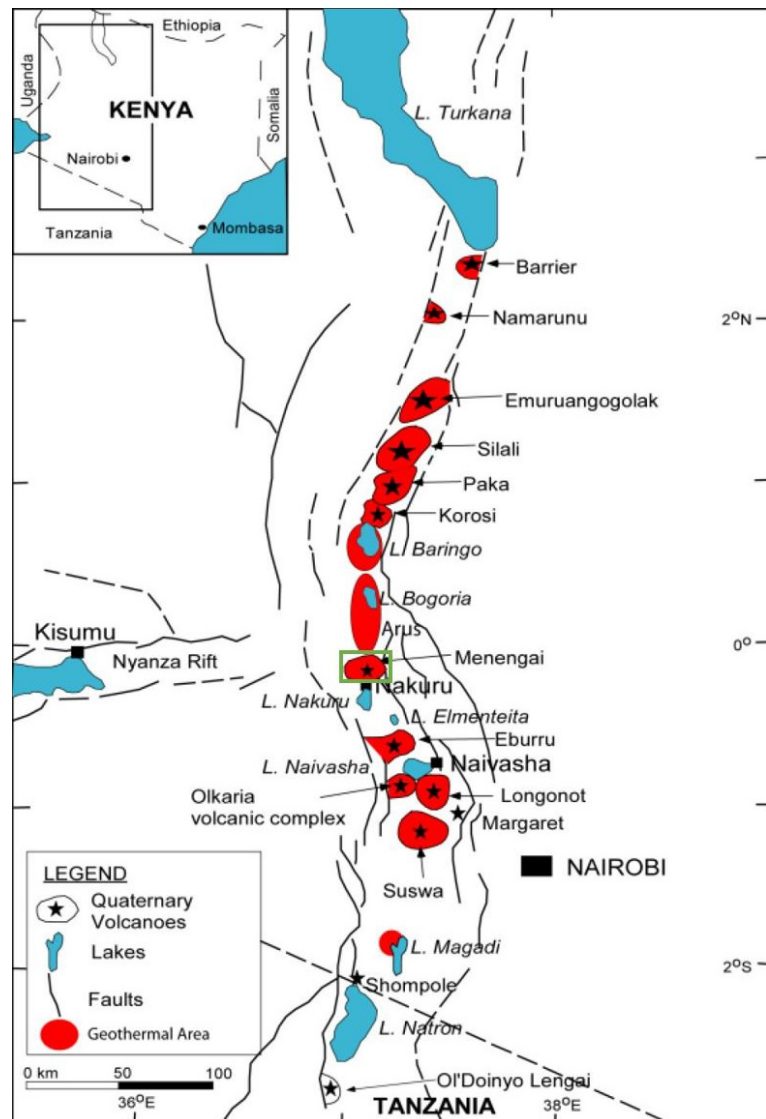 Ethiopia
Uganda
KENYA
Somalia
Nairobi
Tanzania
Mombasa
L. Turkana
Barrier
Namarunu
2°N
Emuruangogolak
Silali
Paka
Korosi
L. Baringo
L. Bogoria
Arus
Kisumu
0°
Nyanza Rift
Menengai
Nakuru
L. Nakuru
L. Elmenteita
Eburru
L. Naivasha
Naivasha
Olkaria
volcanic complex
Longonot
Margaret
NAIROBI
Suswa
LEGEND
Quaternary
Volcanoes
Lakes
Faults
Geothermal Area
0 km 50 100
L. Magadi
2°S
Shompole
L. Natron
Ol'Doinyo Lengai
36°E
TANZANIA
38°E